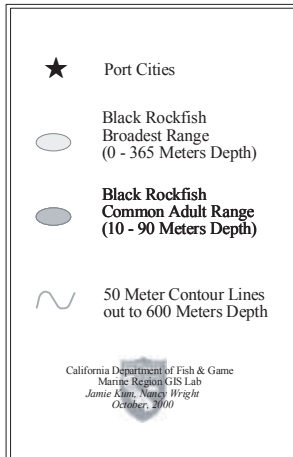 Port Cities
Black Rockfish
Broadest Range
(0 - 365 Meters Depth)
Black Rockfish
Common Adult Range
(10 - 90 Meters Depth)
50 Meter Contour Lines
out to 600 Meters Depth
California Department of Fish & Game
Marine Region GIS Lab
Jamie Kum, Nancy Wright
October, 2000